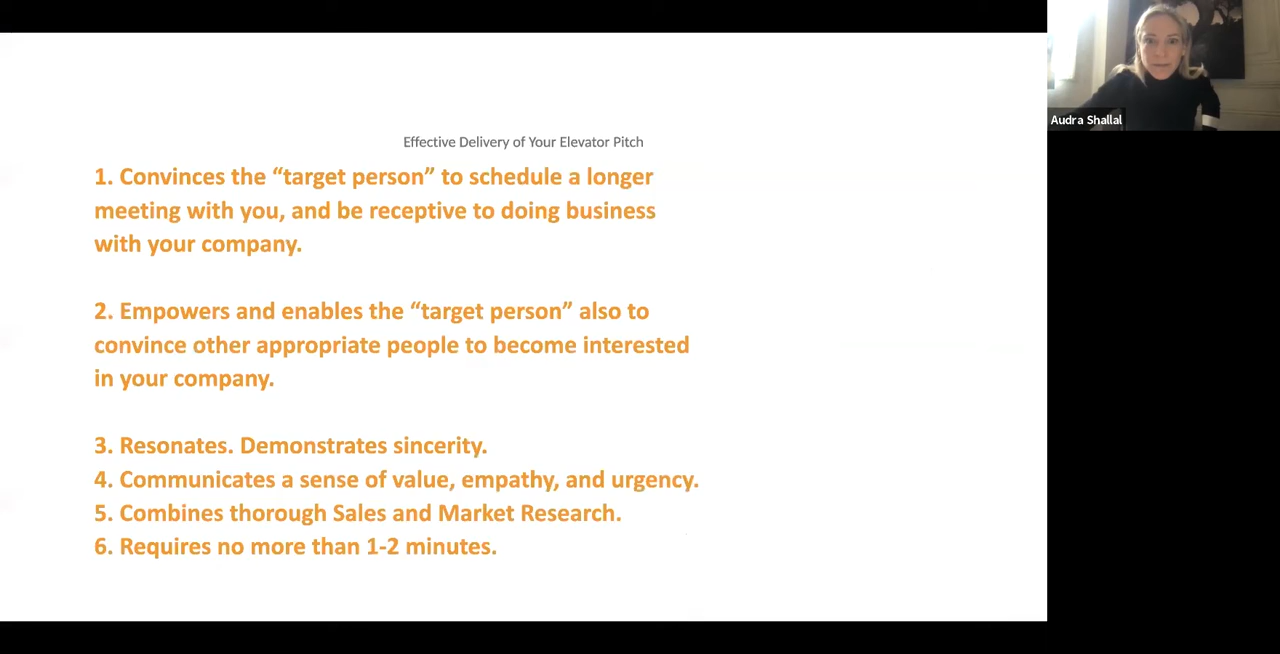 Effective Delivery of Your Elevator Pitch
1. Convinces the “target person” to schedule a longer
meeting with you, and be receptive to doing business
with your company.
2. Empowers and enables the “target person” also to
convince other appropriate people to become interested
in your company.
3. Resonates. Demonstrates sincerity.
4. Communicates a sense of value, empathy, and urgency.
5. Combines thorough Sales and Market Research.
6. Requires no more than 1-2 minutes.
Audra Shallal